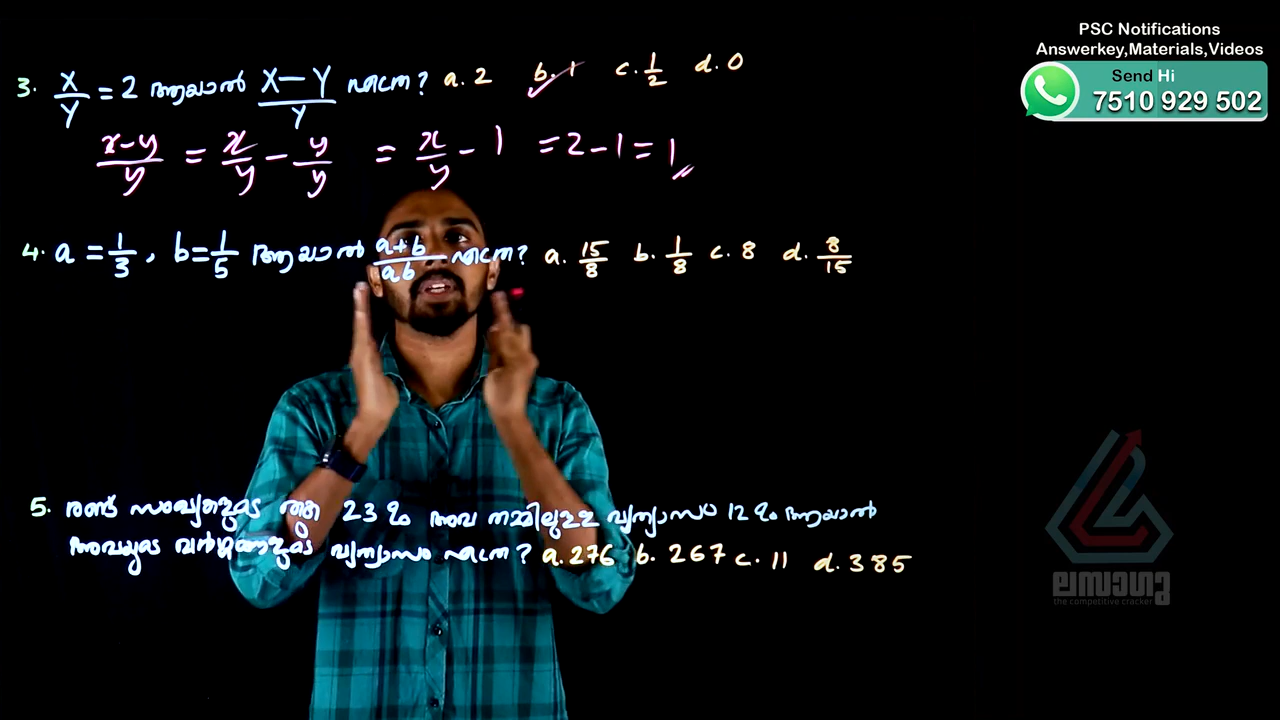 PSC Notifications
Answerkey,Materials,Videos
Send Hi
7510 929 502
3. X/Y = 2 ആയാൽ X-Y/Y എത്ര? a. 2 b. 1 c. 1/2 d. 0
x-y/y = x/y - y/y = x/y - 1 = 2-1 = 1
4. a = 1/3, b = 1/5 ആയാൽ a+b/ab എത്ര? a. 15/8 b. 1/8 c. 8 d. 8/15
5. രണ്ട് സംഖ്യകളുടെ തുക 23 ഉം അവ തമ്മിലുള്ള വ്യത്യാസം 12 ഉം ആയാൽ
അവയുടെ വർഗ്ഗങ്ങളുടെ വ്യത്യാസം എത്ര? a. 276 b. 267 c. 11 d. 385
ലസാഗു
the competitive cracker